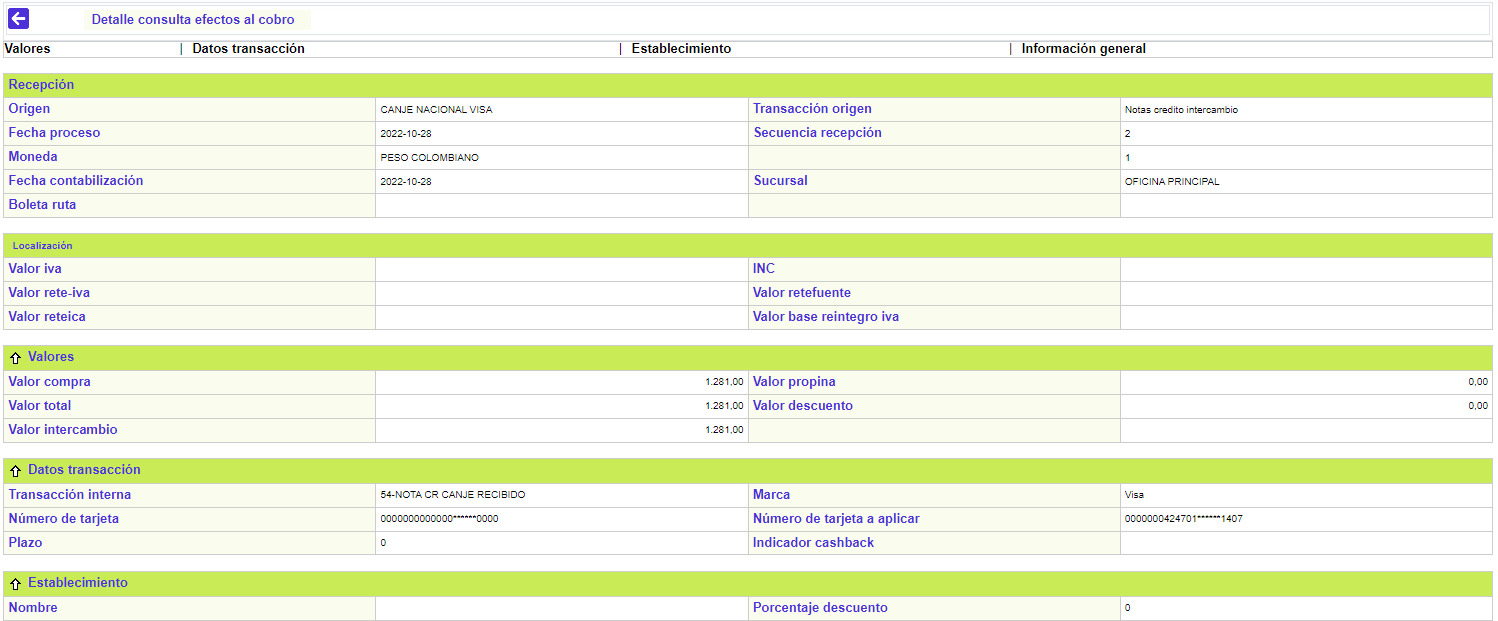 Detalle consulta efectos al cobro
Valores | Datos transacción | Establecimiento | Información general
Recepción
Origen CANJE NACIONAL VISA Transacción origen Notas credito intercambio
Fecha proceso 2022-10-28 Secuencia recepción 2
Moneda PESO COLOMBIANO 1
Fecha contabilización 2022-10-28 Sucursal OFICINA PRINCIPAL
Boleta ruta
Localización
Valor iva INC
Valor rete-iva Valor retefuente
Valor reteica Valor base reintegro iva
Valores
Valor compra 1.281,00 Valor propina 0,00
Valor total 1.281,00 Valor descuento 0,00
Valor intercambio 1.281,00
Datos transacción
Transacción interna 54-NOTA CR CANJE RECIBIDO Marca Visa
Número de tarjeta 0000000000000******0000 Número de tarjeta a aplicar 0000000424701******1407
Plazo 0 Indicador cashback
Establecimiento
Nombre Porcentaje descuento 0